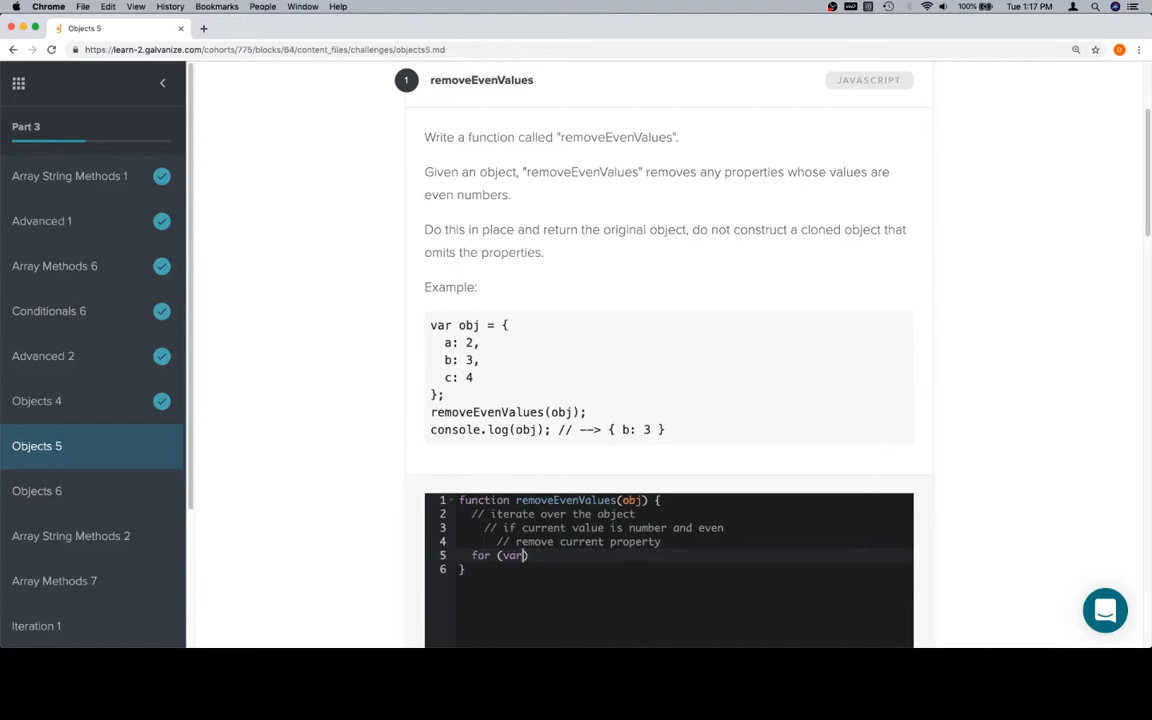 Chrome File Edit View History Bookmarks People Window Help
100% Tue 1:17 PM
Objects 5
https://learn-2.galvanize.com/cohorts/775/blocks/64/content_files/challenges/objects5.md
Part 3
Array String Methods 1
Advanced 1
Array Methods 6
Conditionals 6
Advanced 2
Objects 4
Objects 5
Objects 6
Array String Methods 2
Array Methods 7
Iteration 1
1 removeEvenValues JAVASCRIPT
Write a function called "removeEvenValues".
Given an object, "removeEvenValues" removes any properties whose values are
even numbers.
Do this in place and return the original object, do not construct a cloned object that
omits the properties.
Example:
var obj = {
a: 2,
b: 3,
c: 4
};
removeEvenValues(obj);
console.log(obj); // --> { b: 3 }
1 function removeEvenValues(obj) {
2 // iterate over the object
3 // if current value is number and even
4 // remove current property
5 for (var)
6 }